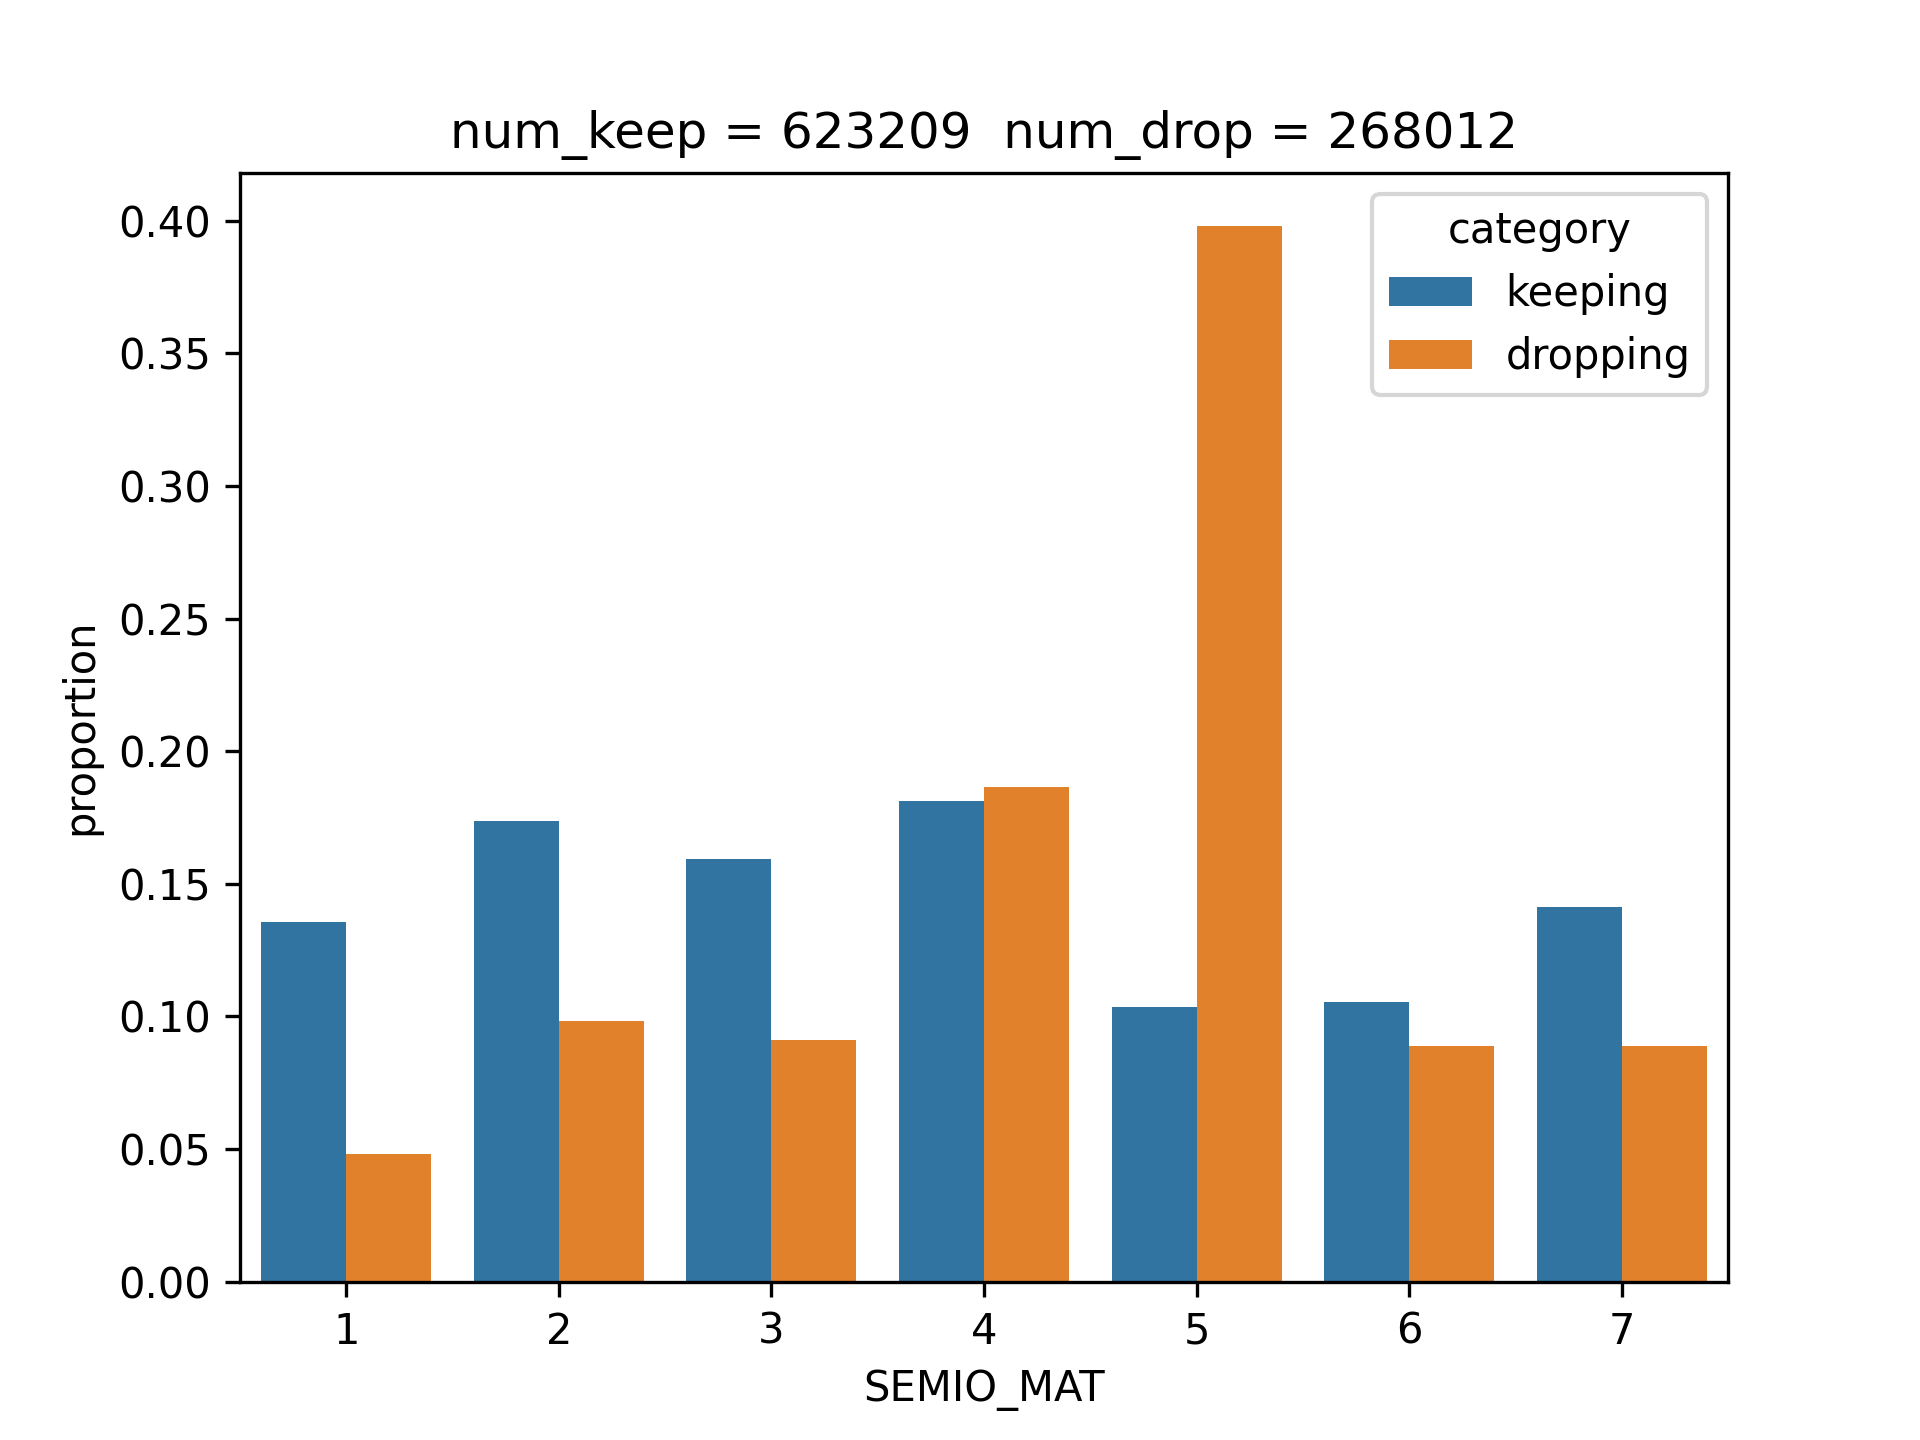 num_keep = 623209  num_drop = 268012
category
keeping
dropping
0.40
0.35
0.30
0.25
0.20
0.15
0.10
0.05
0.00
proportion
1 2 3 4 5 6 7
SEMIO_MAT